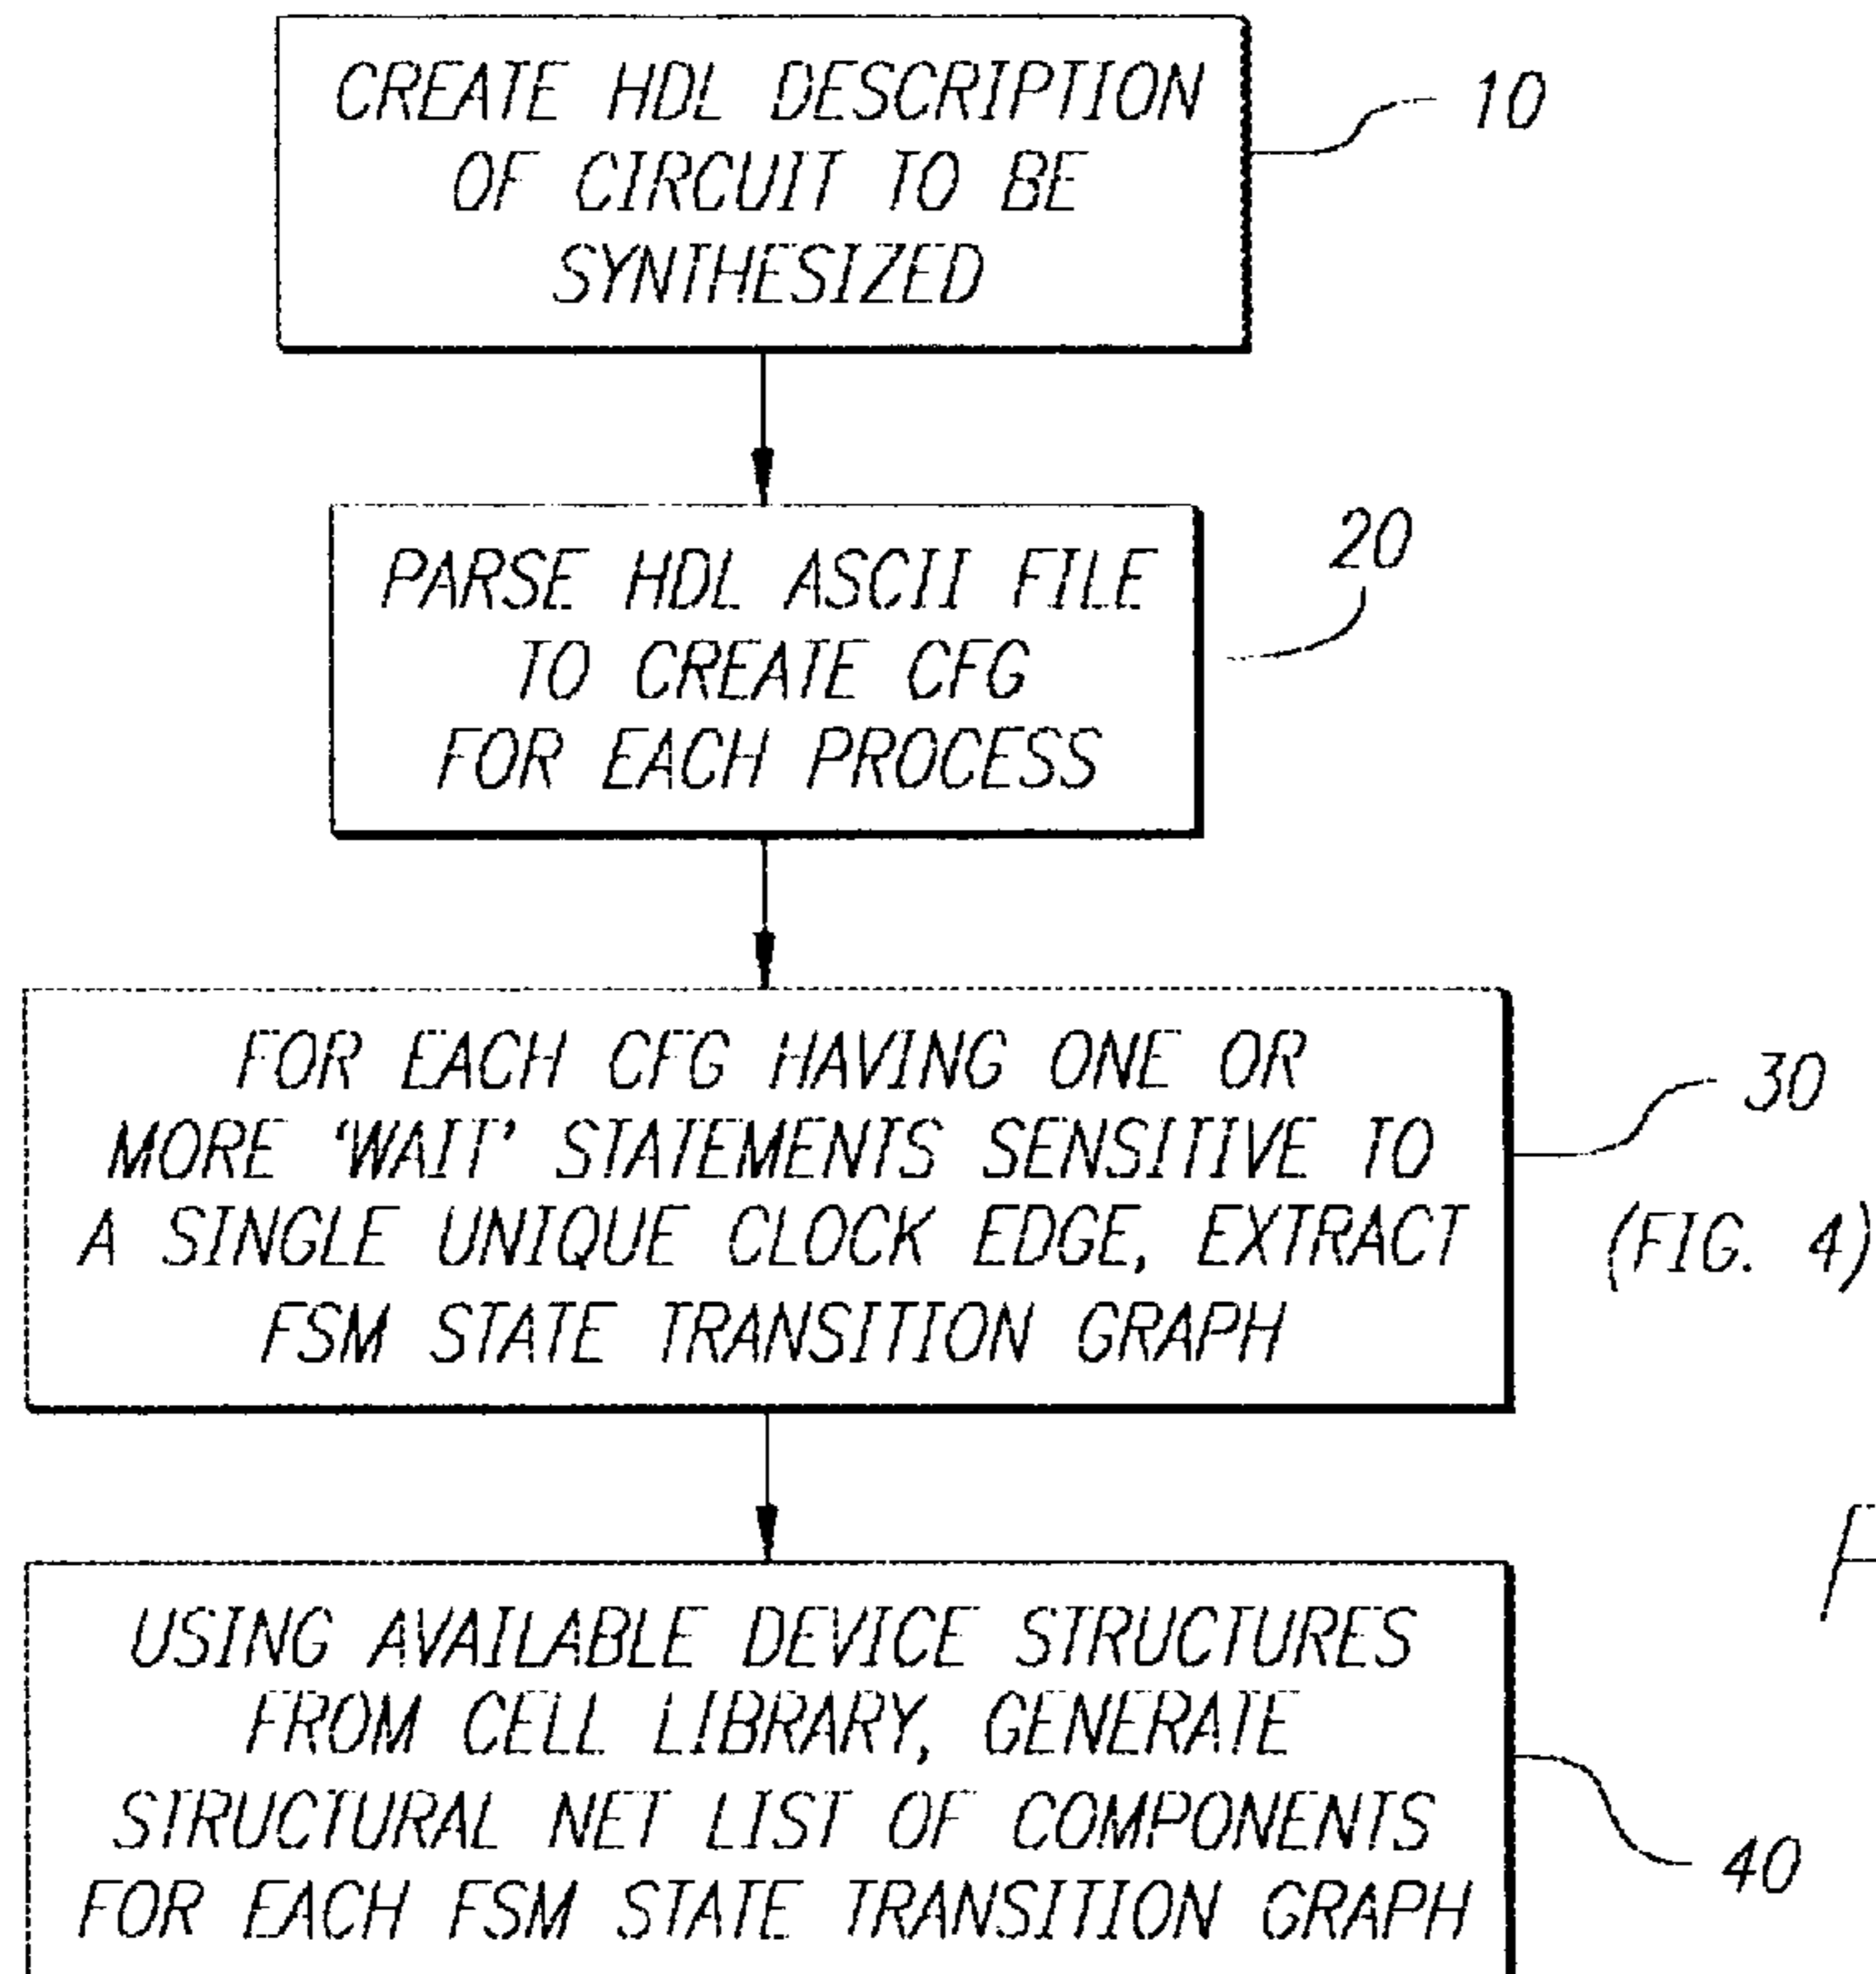 CREATE HDL DESCRIPTION
OF CIRCUIT TO BE
SYNTHESIZED
10
PARSE HDL ASCII FILE
TO CREATE CFG
FOR EACH PROCESS
20
FOR EACH CFG HAVING ONE OR
MORE 'WAIT' STATEMENTS SENSITIVE TO
A SINGLE UNIQUE CLOCK EDGE, EXTRACT
FSM STATE TRANSITION GRAPH
30
(FIG. 4)
USING AVAILABLE DEVICE STRUCTURES
FROM CELL LIBRARY, GENERATE
STRUCTURAL NET LIST OF COMPONENTS
FOR EACH FSM STATE TRANSITION GRAPH
40